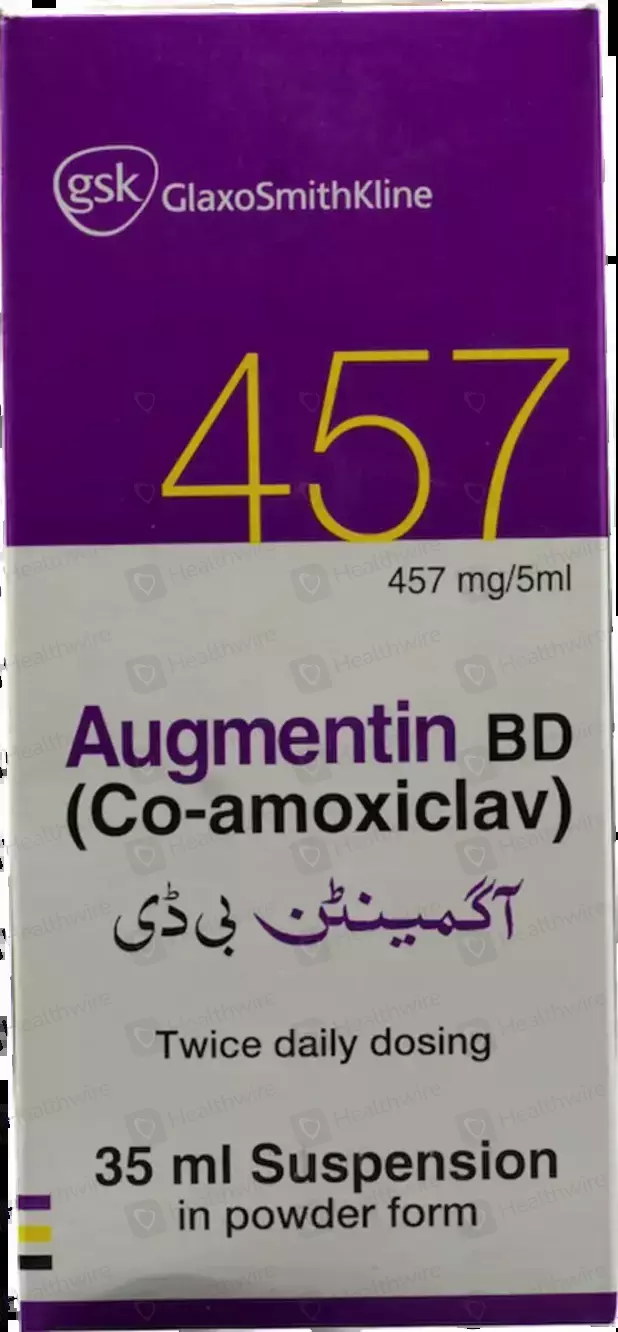 gsk GlaxoSmithKline
457
457 mg/5ml
Augmentin BD
(Co-amoxiclav)
آگمینٹن بی ڈی
Twice daily dosing
35 ml Suspension
in powder form
Healthwire